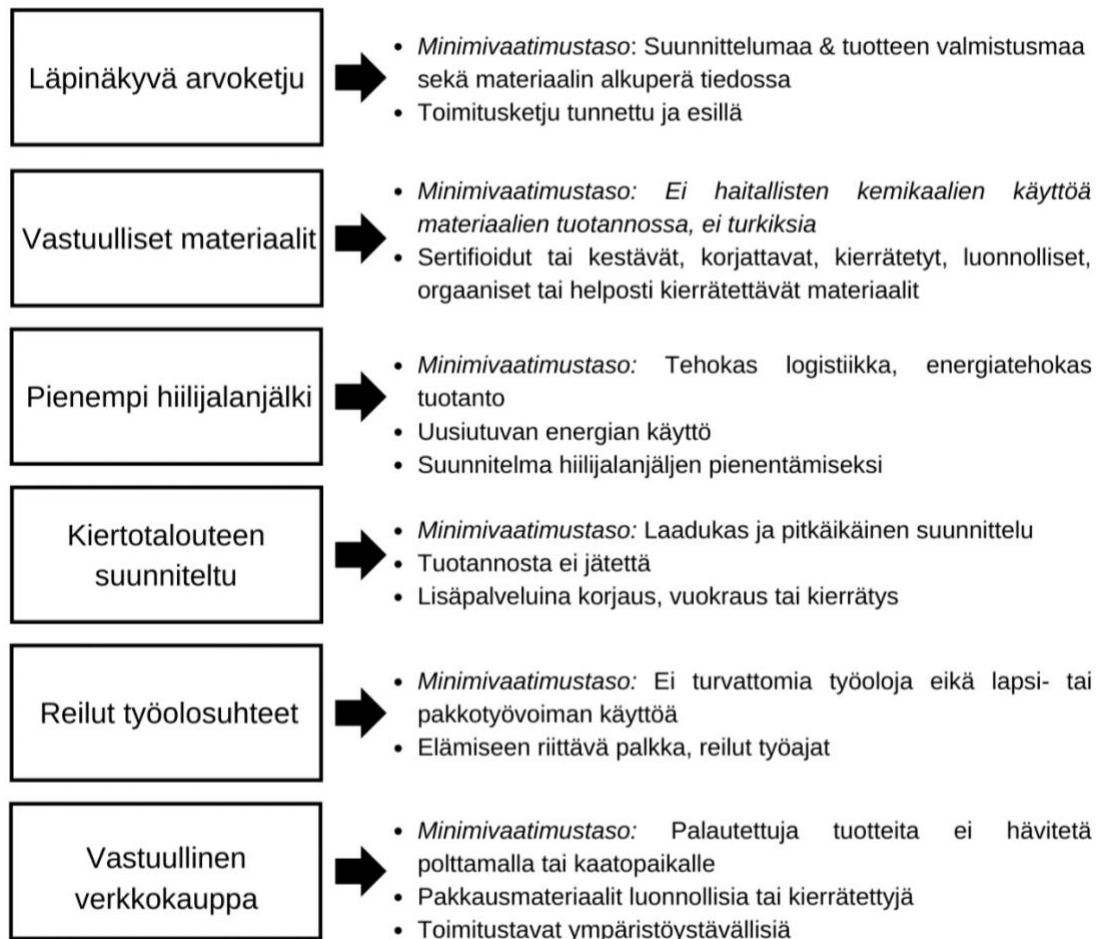 Läpinäkyvä arvoketju
• Minimivaatimustaso: Suunnittelumaa & tuotteen valmistusmaa
sekä materiaalin alkuperä tiedossa
• Toimitusketju tunnettu ja esillä
Vastuulliset materiaalit
• Minimivaatimustaso: Ei haitallisten kemikaalien käyttöä
materiaalien tuotannossa, ei turkiksia
• Sertifioidut tai kestävät, korjattavat, kierrätetyt, luonnolliset,
orgaaniset tai helposti kierrätettävät materiaalit
Pienempi hiilijalanjälki
• Minimivaatimustaso: Tehokas logistiikka, energiatehokas
tuotanto
• Uusiutuvan energian käyttö
• Suunnitelma hiilijalanjäljen pienentämiseksi
Kiertotalouteen
suunniteltu
• Minimivaatimustaso: Laadukas ja pitkäikäinen suunnittelu
• Tuotannosta ei jätettä
• Lisäpalveluina korjaus, vuokraus tai kierrätys
Reilut työolosuhteet
• Minimivaatimustaso: Ei turvattomia työoloja eikä lapsi- tai
pakkotyövoiman käyttöä
• Elämiseen riittävä palkka, reilut työajat
Vastuullinen
verkkokauppa
• Minimivaatimustaso: Palautettuja tuotteita ei hävitetä
polttamalla tai kaatopaikalle
• Pakkausmateriaalit luonnollisia tai kierrätettyjä
• Toimitustavat ympäristöystävällisiä